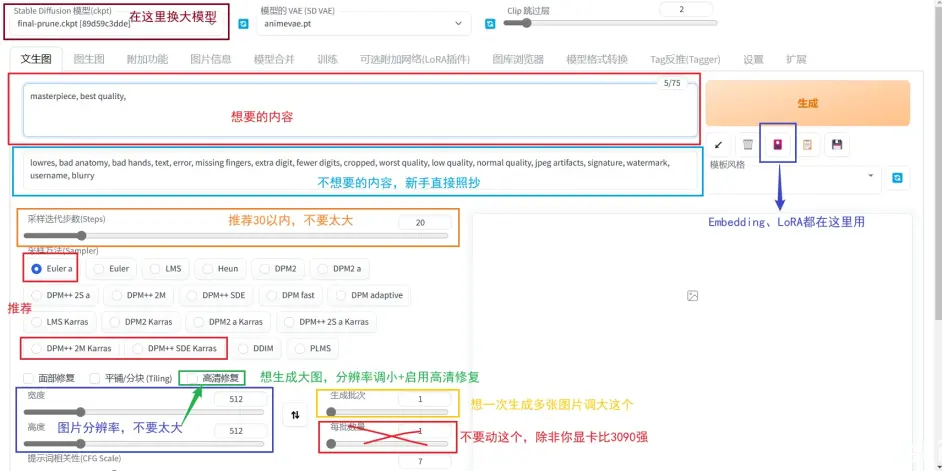 Stable Diffusion 模型(ckpt)
final-prune.ckpt [89d59c3dde]
在这里换大模型
模型的 VAE (SD VAE)
animevae.pt
Clip 跳过层
2
文生图 图生图 附加功能 图片信息 模型合并 训练 可选附加网络(LoRA插件) 图库浏览器 模型格式转换 Tag反推(Tagger) 设置 扩展
5/75
masterpiece, best quality,
想要的内容
生成
lowres, bad anatomy, bad hands, text, error, missing fingers, extra digit, fewer digits, cropped, worst quality, low quality, normal quality, jpeg artifacts, signature, watermark,
username, blurry
不想要的内容，新手直接照抄
模板风格
Embedding、LoRA都在这里用
采样迭代步数(Steps)
推荐30以内，不要太大
20
采样方法(Sampler)
Euler a Euler LMS Heun DPM2 DPM2 a
DPM++ 2S a DPM++ 2M DPM++ SDE DPM fast DPM adaptive
推荐
LMS Karras DPM2 Karras DPM2 a Karras DPM++ 2S a Karras
DPM++ 2M Karras DPM++ SDE Karras DDIM PLMS
面部修复 平铺/分块 (Tiling) 高清修复
想生成大图，分辨率调小+启用高清修复
宽度
512
图片分辨率，不要太大
高度
512
生成批次
1
想一次生成多张图片调大这个
每批数量
1
不要动这个，除非你显卡比3090强
提示词相关性(CFG Scale)
7